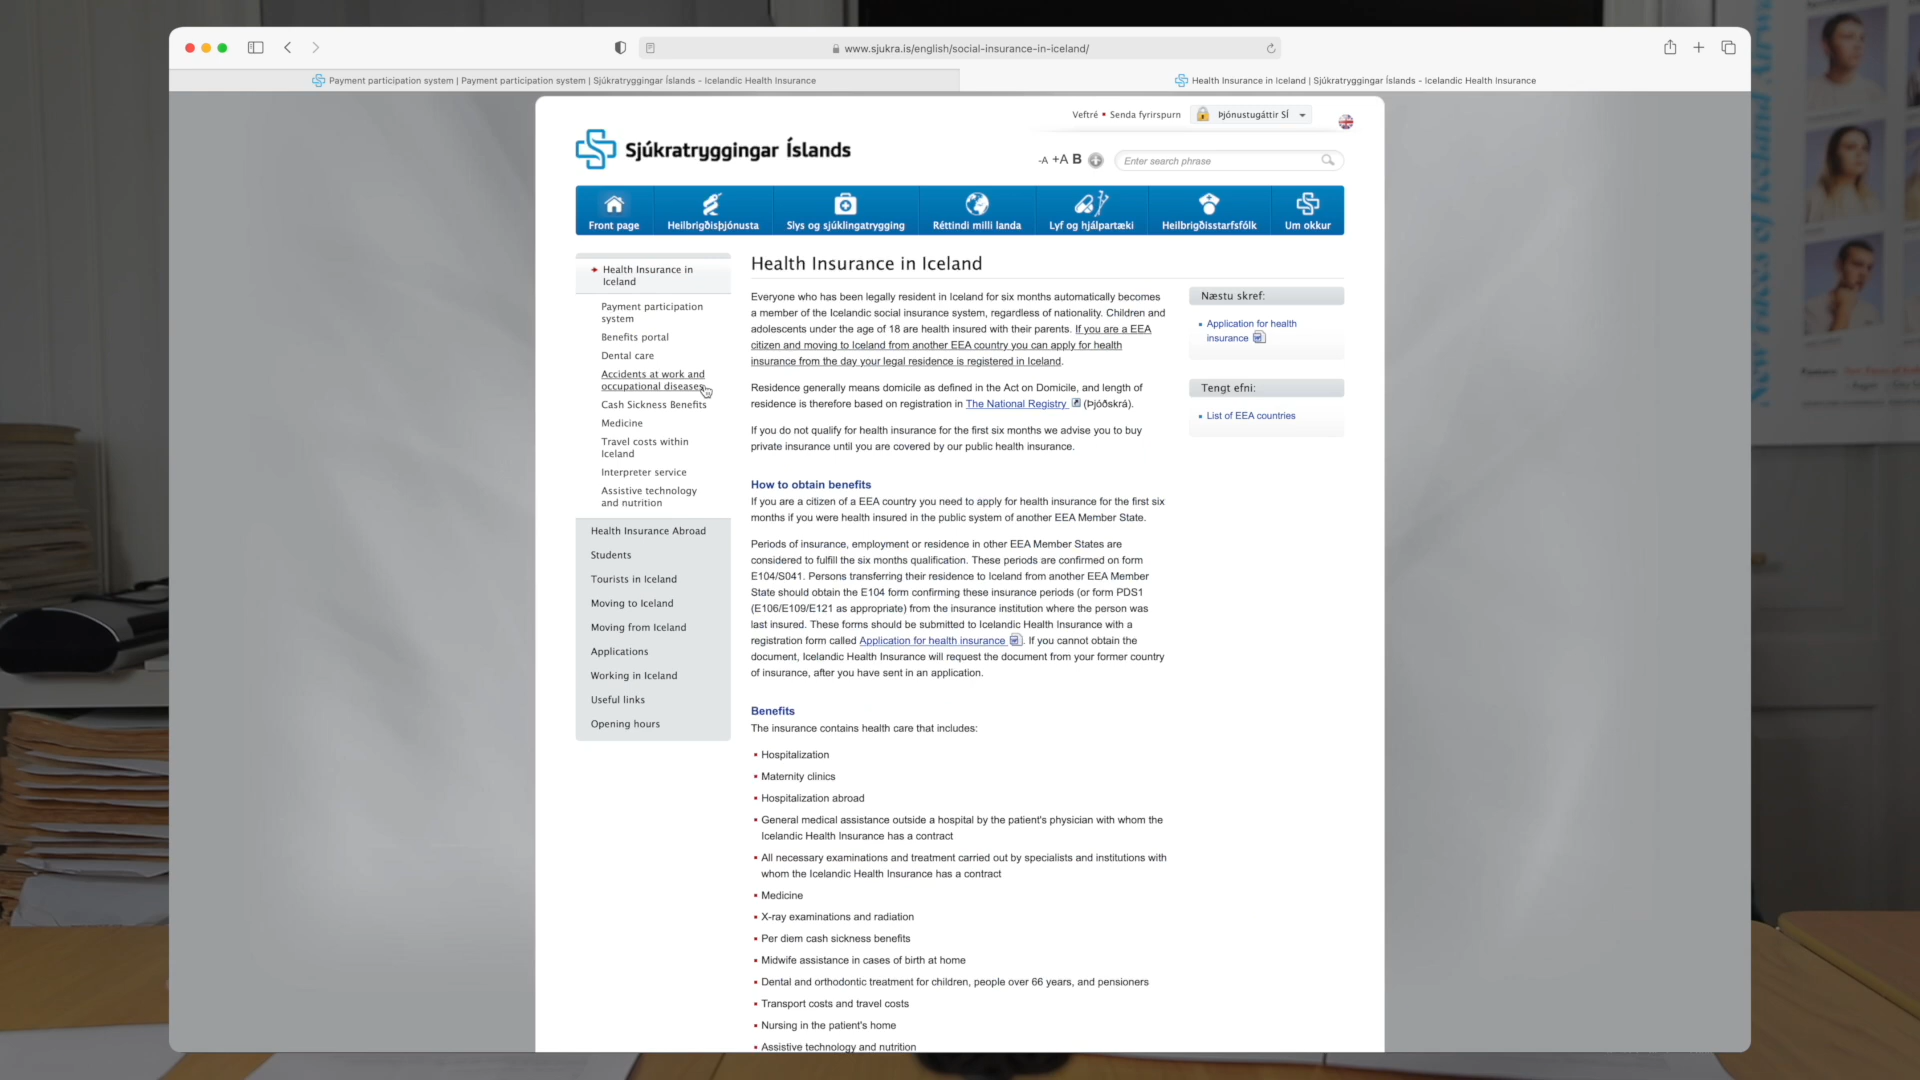 www.sjukra.is/english/social-insurance-in-iceland/
Payment participation system | Payment participation system | Sjúkratryggingar Íslands - Icelandic Health Insurance
Health Insurance in Iceland | Sjúkratryggingar Íslands - Icelandic Health Insurance
Veftré ▪ Senda fyrirspurn
Þjónustugáttir SÍ
Sjúkratryggingar Íslands
-A +A B
Enter search phrase
Front page
Heilbrigðisþjónusta
Slys og sjúklingatrygging
Réttindi milli landa
Lyf og hjálpartæki
Heilbrigðisstarfsfólk
Um okkur
Health Insurance in
Iceland
Payment participation
system
Benefits portal
Dental care
Accidents at work and
occupational diseases
Cash Sickness Benefits
Medicine
Travel costs within
Iceland
Interpreter service
Assistive technology
and nutrition
Health Insurance Abroad
Students
Tourists in Iceland
Moving to Iceland
Moving from Iceland
Applications
Working in Iceland
Useful links
Opening hours
Health Insurance in Iceland
Everyone who has been legally resident in Iceland for six months automatically becomes
a member of the Icelandic social insurance system, regardless of nationality. Children and
adolescents under the age of 18 are health insured with their parents. If you are a EEA
citizen and moving to Iceland from another EEA country you can apply for health
insurance from the day your legal residence is registered in Iceland.
Residence generally means domicile as defined in the Act on Domicile, and length of
residence is therefore based on registration in The National Registry (Þjóðskrá).
If you do not qualify for health insurance for the first six months we advise you to buy
private insurance until you are covered by our public health insurance.
How to obtain benefits
If you are a citizen of a EEA country you need to apply for health insurance for the first six
months if you were health insured in the public system of another EEA Member State.
Periods of insurance, employment or residence in other EEA Member States are
considered to fulfill the six months qualification. These periods are confirmed on form
E104/S041. Persons transferring their residence to Iceland from another EEA Member
State should obtain the E104 form confirming these insurance periods (or form PDS1
(E106/E109/E121 as appropriate) from the insurance institution where the person was
last insured. These forms should be submitted to Icelandic Health Insurance with a
registration form called Application for health insurance . If you cannot obtain the
document, Icelandic Health Insurance will request the document from your former country
of insurance, after you have sent in an application.
Benefits
The insurance contains health care that includes:
▪ Hospitalization
▪ Maternity clinics
▪ Hospitalization abroad
▪ General medical assistance outside a hospital by the patient's physician with whom the
Icelandic Health Insurance has a contract
▪ All necessary examinations and treatment carried out by specialists and institutions with
whom the Icelandic Health Insurance has a contract
▪ Medicine
▪ X-ray examinations and radiation
▪ Per diem cash sickness benefits
▪ Midwife assistance in cases of birth at home
▪ Dental and orthodontic treatment for children, people over 66 years, and pensioners
▪ Transport costs and travel costs
▪ Nursing in the patient's home
▪ Assistive technology and nutrition
Næstu skref:
▪ Application for health
insurance
Tengt efni:
▪ List of EEA countries